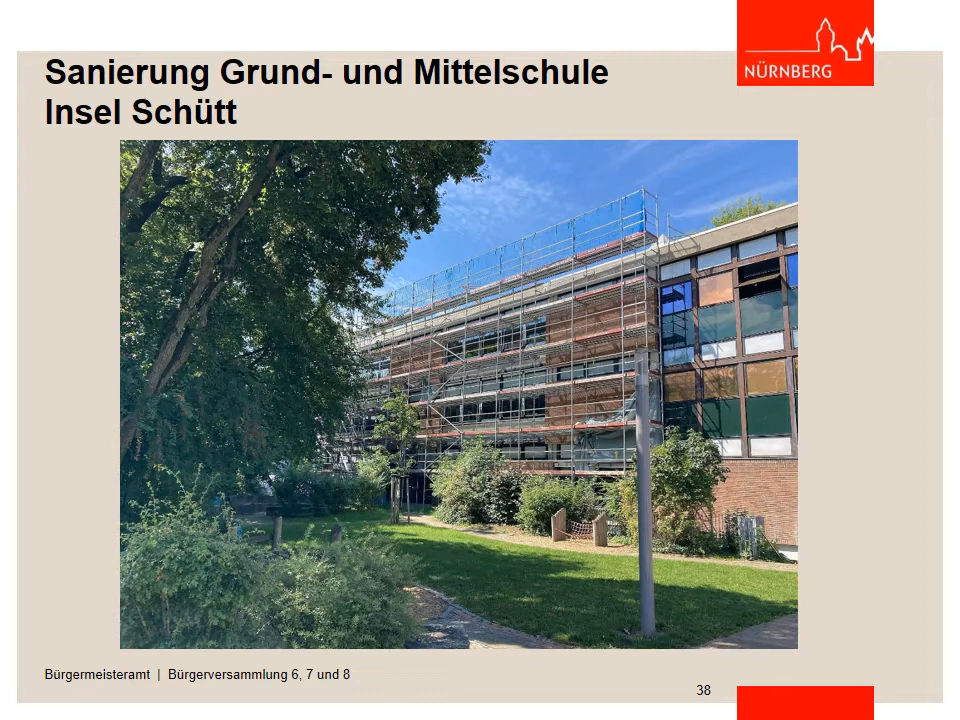 Sanierung Grund- und Mittelschule
Insel Schütt
NÜRNBERG
Bürgermeisteramt | Bürgerversammlung 6, 7 und 8
38